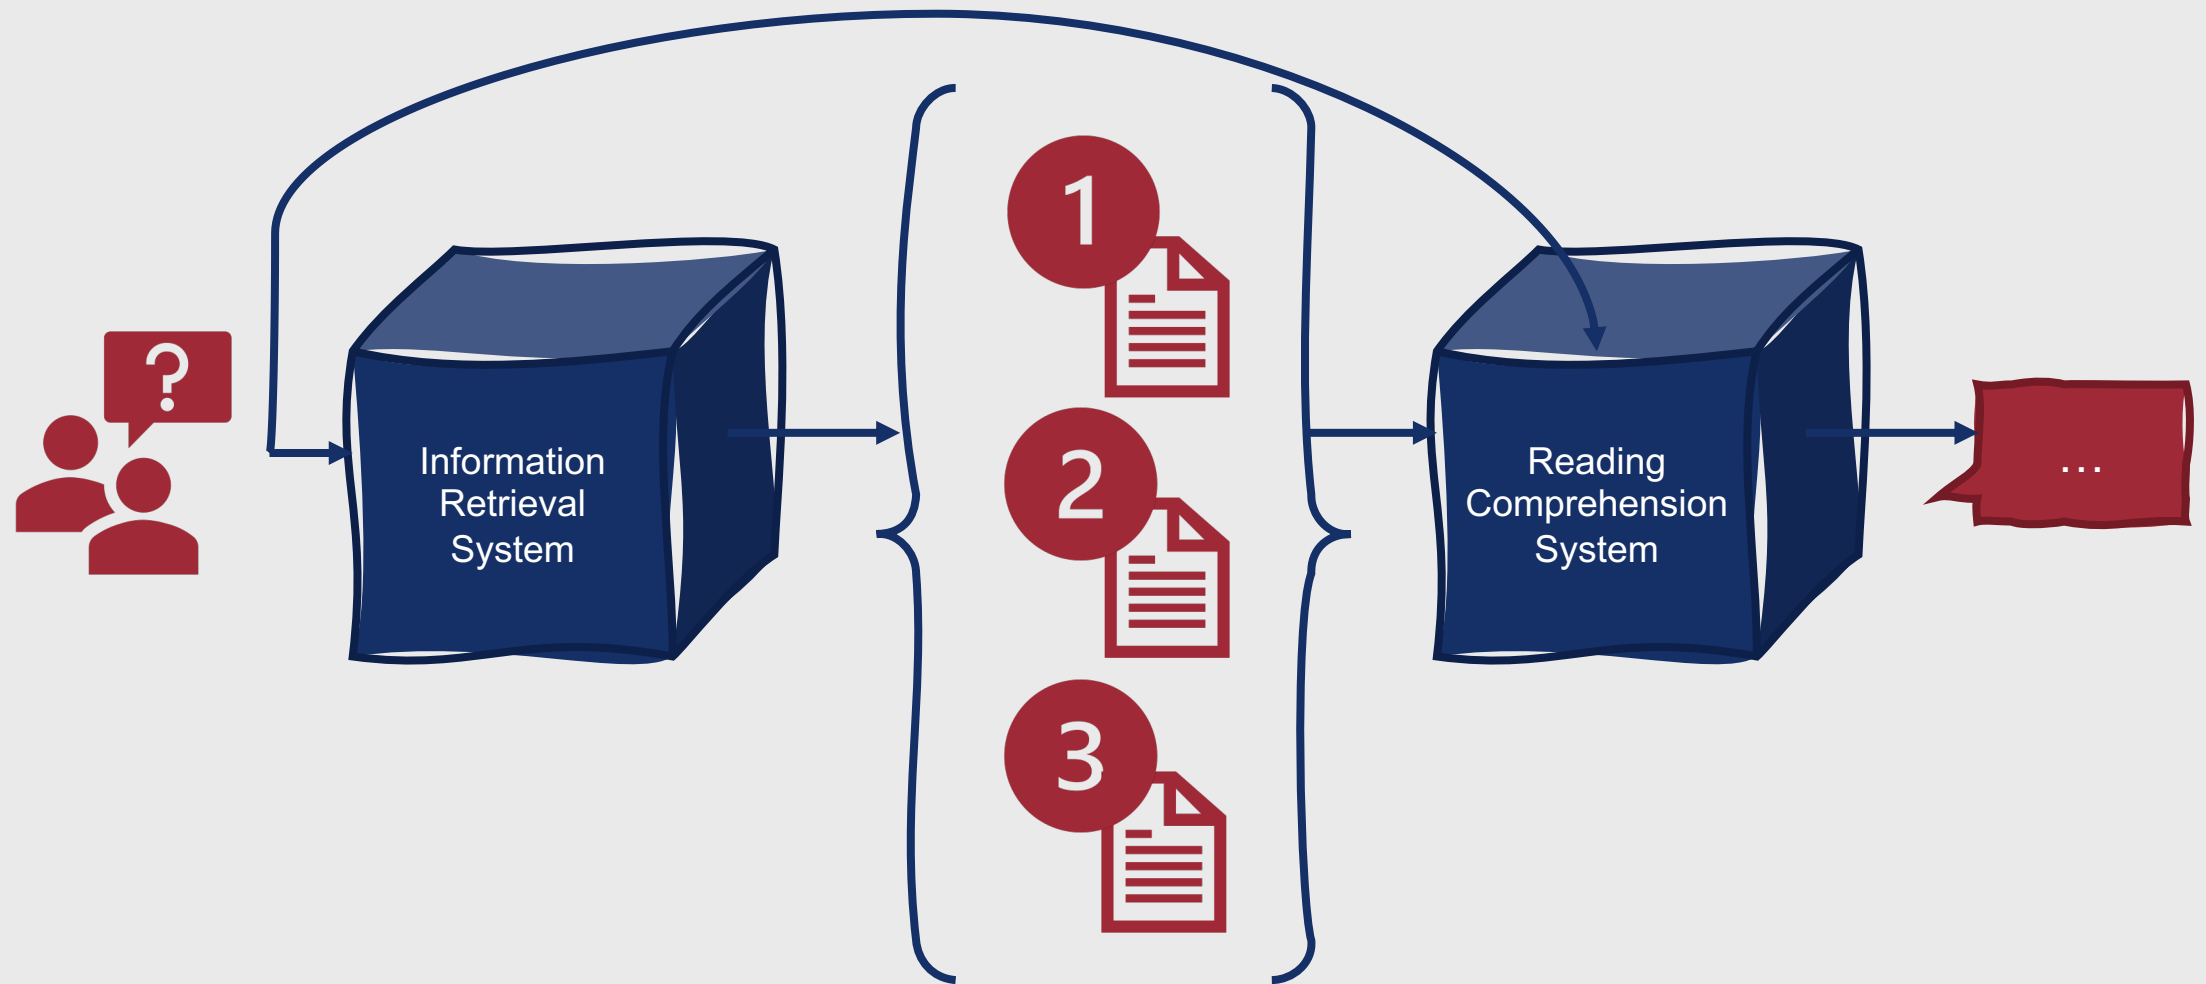 ?
Information
Retrieval
System
1
2
3
Reading
Comprehension
System
...